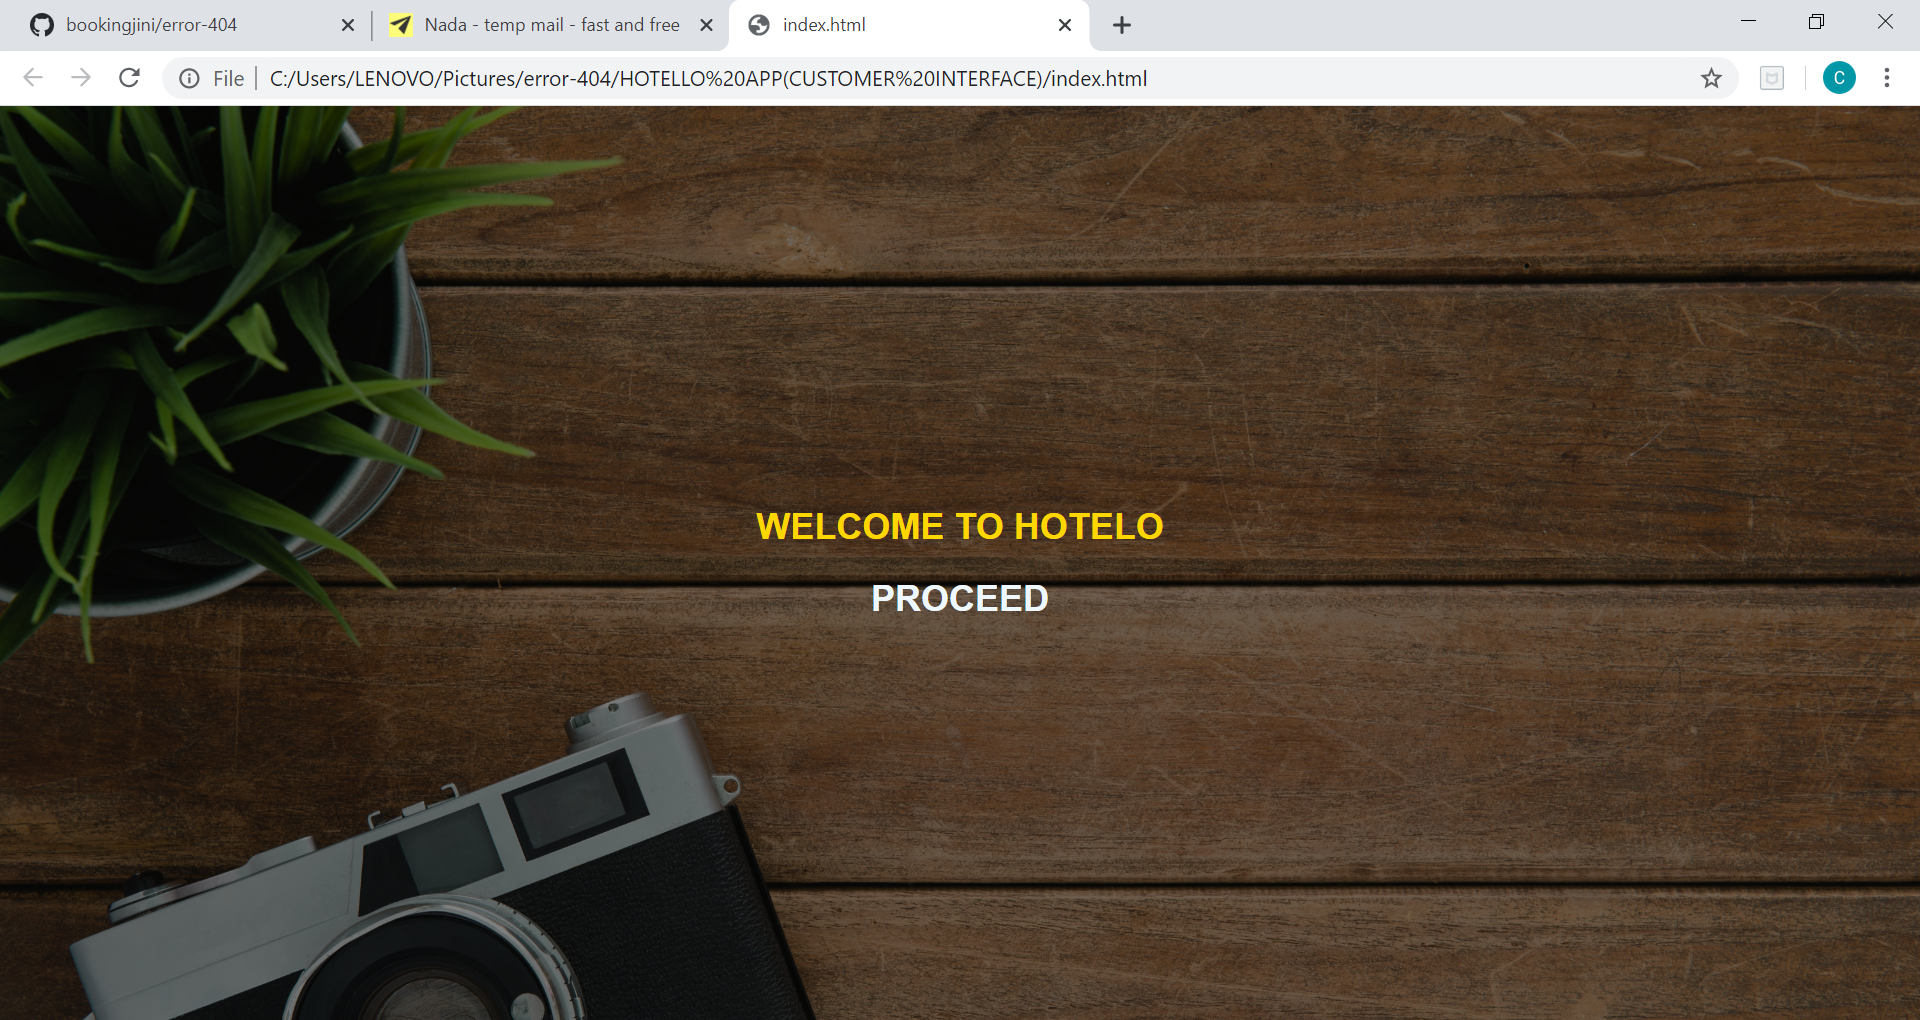 bookingjini/error-404
Nada - temp mail - fast and free
index.html
File
C:/Users/LENOVO/Pictures/error-404/HOTELLO%20APP(CUSTOMER%20INTERFACE)/index.html
C
WELCOME TO HOTELO
PROCEED